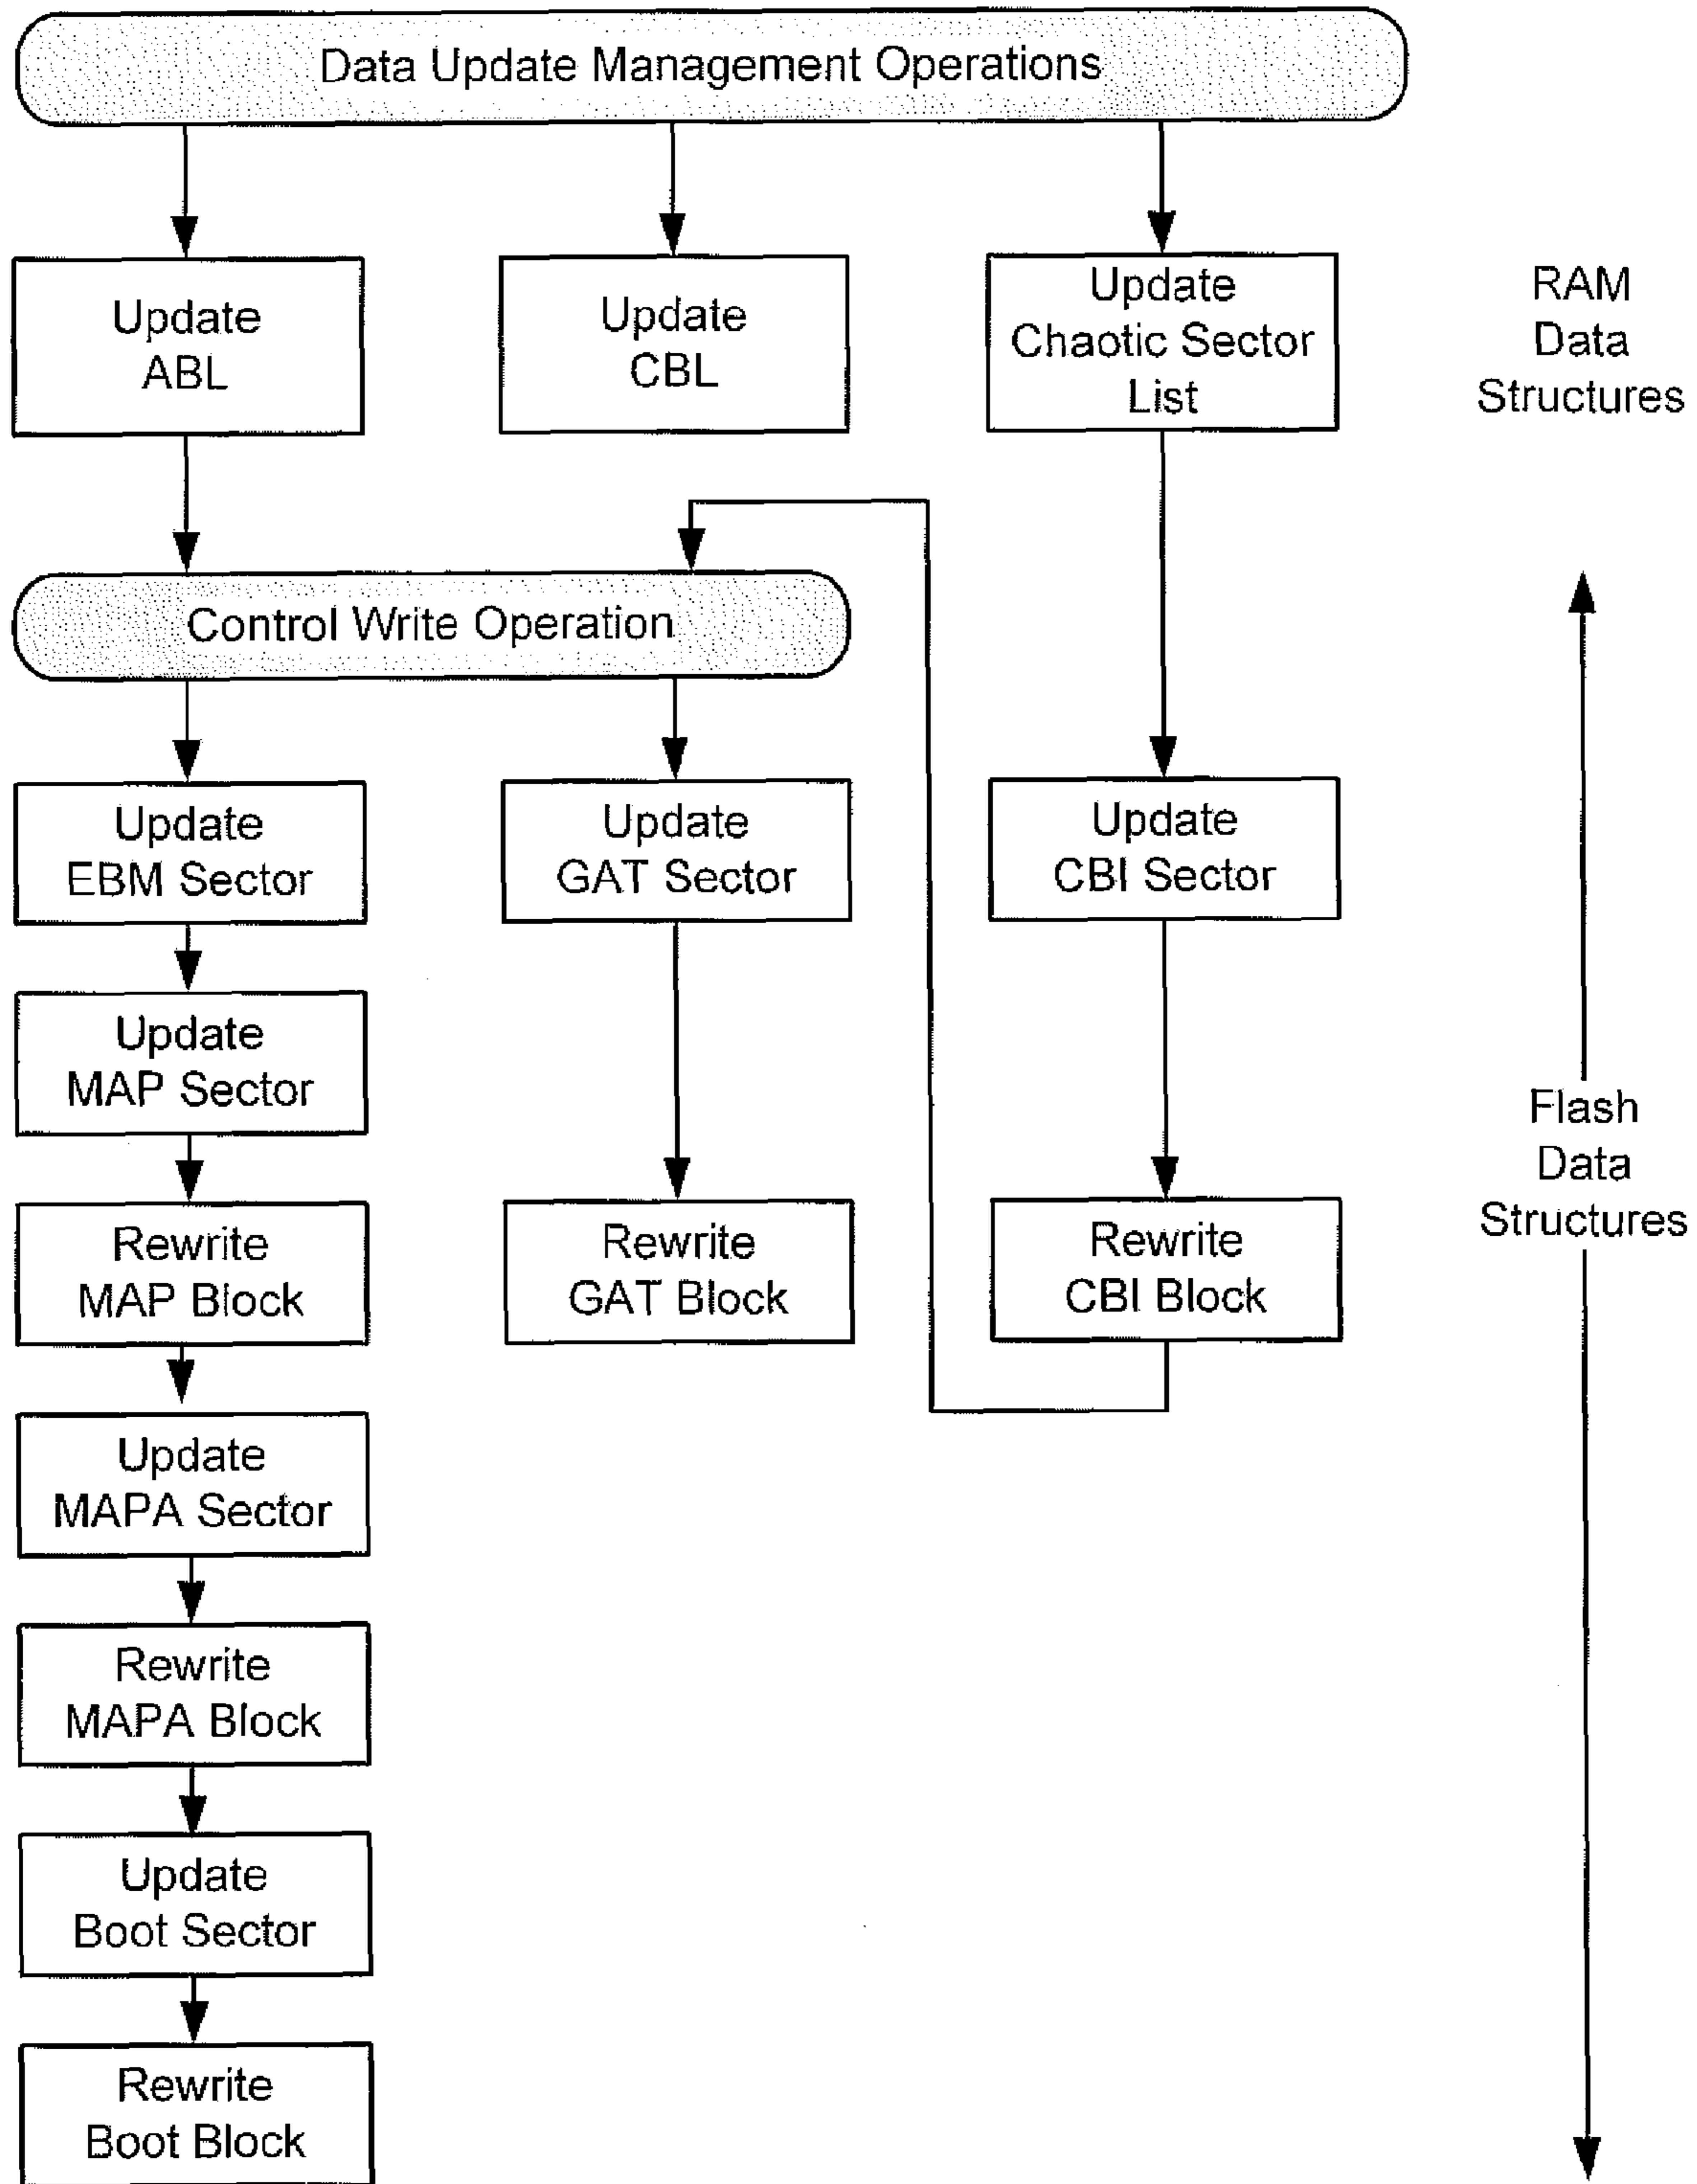 Data Update Management Operations
Update
ABL
Update
CBL
Update
Chaotic Sector
List
RAM
Data
Structures
Control Write Operation
Update
EBM Sector
Update
GAT Sector
Update
CBI Sector
Update
MAP Sector
Flash
Data
Structures
Rewrite
MAP Block
Rewrite
GAT Block
Rewrite
CBI Block
Update
MAPA Sector
Rewrite
MAPA Block
Update
Boot Sector
Rewrite
Boot Block